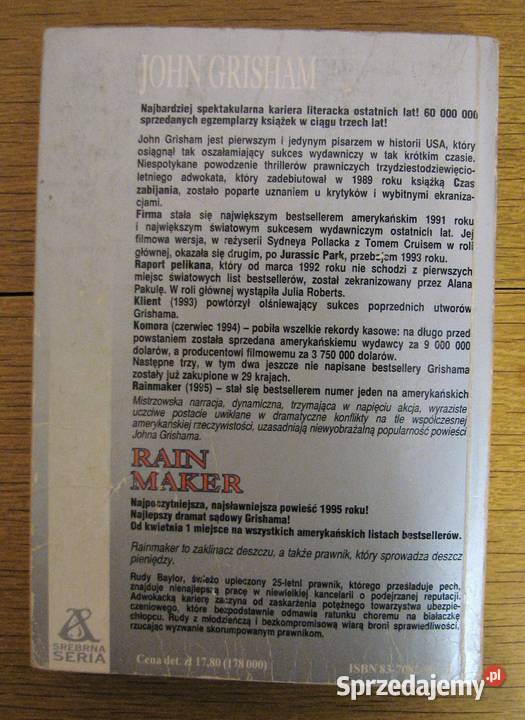 JOHN GRISHAM
Najbardziej spektakularna kariera literacka ostatnich lat! 60 000 000
sprzedanych egzemplarzy książek w ciągu trzech lat!
John Grisham jest pierwszym i jedynym pisarzem w historii USA, który
osiągnął tak oszałamiający sukces wydawniczy w tak krótkim czasie.
Niespotykane powodzenie thrillerów prawniczych trzydziestodziewięcio-
letniego adwokata, który zadebiutował w 1989 roku książką Czas
zabijania, zostało poparte uznaniem u krytyków i wybitnymi ekraniza-
cjami.
Firma stała się największym bestsellerem amerykańskim 1991 roku
i największym światowym sukcesem wydawniczym ostatnich lat. Jej
filmowa wersja, w reżyserii Sydneya Pollacka z Tomem Cruisem w roli
głównej, okazała się drugim, po Jurassic Park, przebojem 1993 roku.
Raport pelikana, który od marca 1992 roku nie schodzi z pierwszych
miejsc światowych list bestsellerów, został zekranizowany przez Alana
Pakulę. W roli głównej wystąpiła Julia Roberts.
Klient (1993) powtórzył olśniewający sukces poprzednich utworów
Grishama.
Komora (czerwiec 1994) – pobiła wszelkie rekordy kasowe: na długo przed
powstaniem została sprzedana amerykańskiemu wydawcy za 9 000 000
dolarów, a producentowi filmowemu za 3 750 000 dolarów.
Następne trzy, w tym dwa jeszcze nie napisane bestsellery Grishama
zostały już zakupione w 29 krajach.
Rainmaker (1995) – stał się bestsellerem numer jeden na amerykańskich
Mistrzowska narracja, dynamiczna, trzymająca w napięciu akcja, wyraziste
uczciwe postacie uwikłane w dramatyczne konflikty na tle współczesnej
amerykańskiej rzeczywistości, uzasadniają niewyobrażalną popularność powieści
Johna Grishama.
RAIN
MAKER
Najpoczytniejsza, najsławniejsza powieść 1995 roku!
Najlepszy dramat sądowy Grishama!
Od kwietnia 1 miejsce na wszystkich amerykańskich listach bestsellerów.
Rainmaker to zaklinacz deszczu, a także prawnik, który sprowadza deszcz
pieniędzy.
Rudy Baylor, świeżo upieczony 25-letni prawnik, którego prześladuje pech,
znajduje nienajlepszą pracę w niewielkiej kancelarii o podejrzanej reputacji.
Adwokacką karierę zaczyna od zaskarżenia potężnego towarzystwa ubezpie-
czeniowego, które bezpodstawnie odmawia ratunku choremu na białaczkę
chłopcu. Rudy z młodzieńczą i bezkompromisową wiarą broni sprawiedliwości,
rzucając wyzwanie skorumpowanym prawnikom.
SREBRNA
SERIA
Cena det. zł 17,80 (178 000)
ISBN 83-
Sprzedajemy.pl